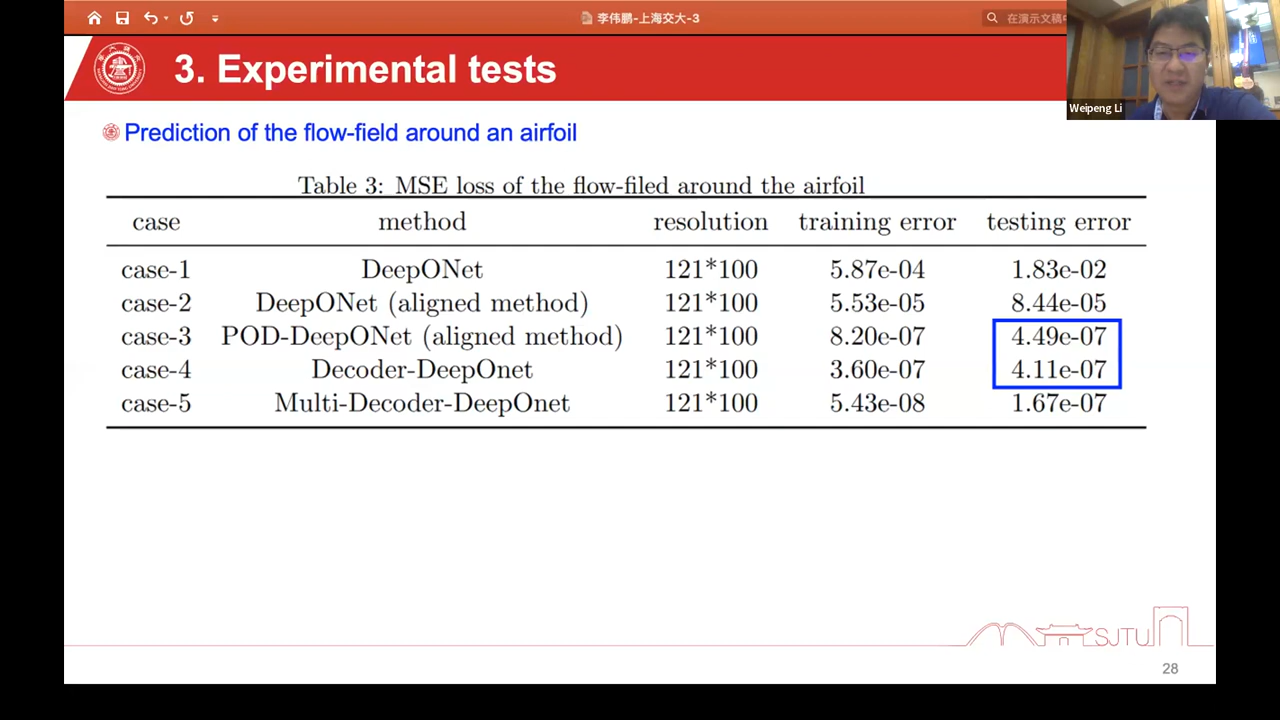 李伟鹏-上海交大-3
在演示文稿中
Weipeng Li
3. Experimental tests
Prediction of the flow-field around an airfoil
Table 3: MSE loss of the flow-filed around the airfoil
case method resolution training error testing error
case-1 DeepONet 121*100 5.87e-04 1.83e-02
case-2 DeepONet (aligned method) 121*100 5.53e-05 8.44e-05
case-3 POD-DeepONet (aligned method) 121*100 8.20e-07 4.49e-07
case-4 Decoder-DeepOnet 121*100 3.60e-07 4.11e-07
case-5 Multi-Decoder-DeepOnet 121*100 5.43e-08 1.67e-07
SJTU
28